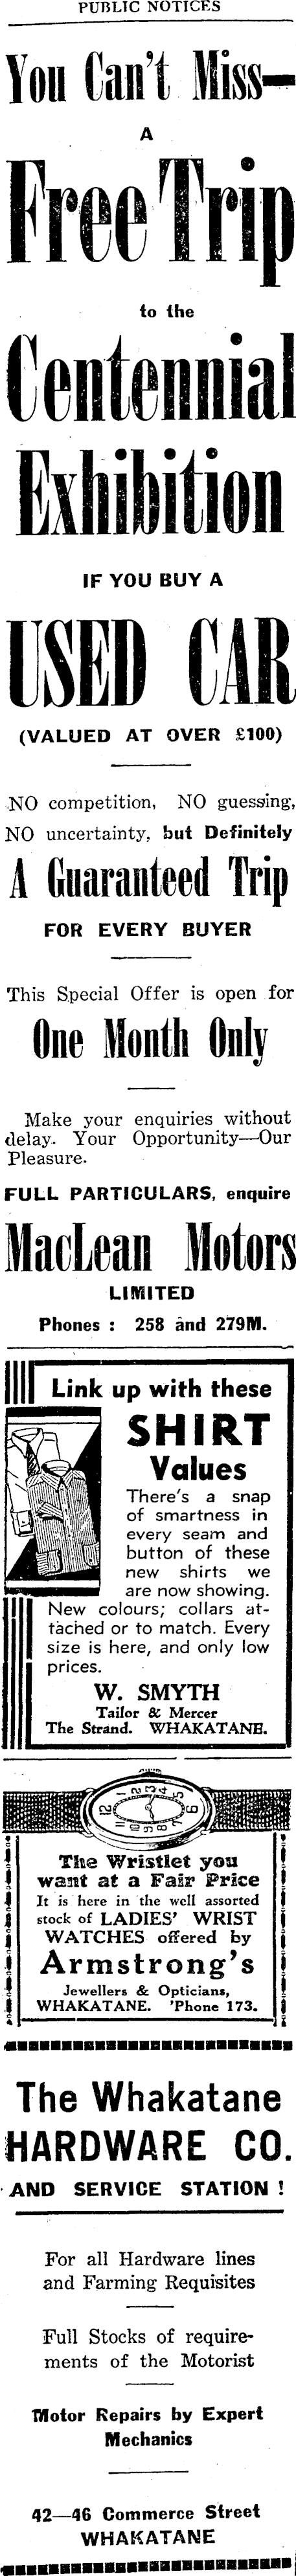 PUBLIC NOTICES
You Can't Miss—
A
Free Trip
to the
Centennial
Exhibition
IF YOU BUY A
USED CAR
(VALUED AT OVER £100)
NO competition, NO guessing,
NO uncertainty, but Definitely
A Guaranteed Trip
FOR EVERY BUYER
This Special Offer is open for
One Month Only
Make your enquiries without
delay. Your Opportunity—Our
Pleasure.
FULL PARTICULARS, enquire
MacLean Motors
LIMITED
Phones : 258 and 279M.
Link up with these
SHIRT
Values
There's a snap
of smartness in
every seam and
button of these
new shirts we
are now showing.
New colours; collars at-
tached or to match. Every
size is here, and only low
prices.
W. SMYTH
Tailor & Mercer
The Strand. WHAKATANE.
The Wristlet you
want at a Fair Price
It is here in the well assorted
stock of LADIES' WRIST
WATCHES offered by
Armstrong's
Jewellers & Opticians,
WHAKATANE. 'Phone 173.
The Whakatane
HARDWARE CO.
AND SERVICE STATION !
For all Hardware lines
and Farming Requisites
Full Stocks of require-
ments of the Motorist
Motor Repairs by Expert
Mechanics
42—46 Commerce Street
WHAKATANE